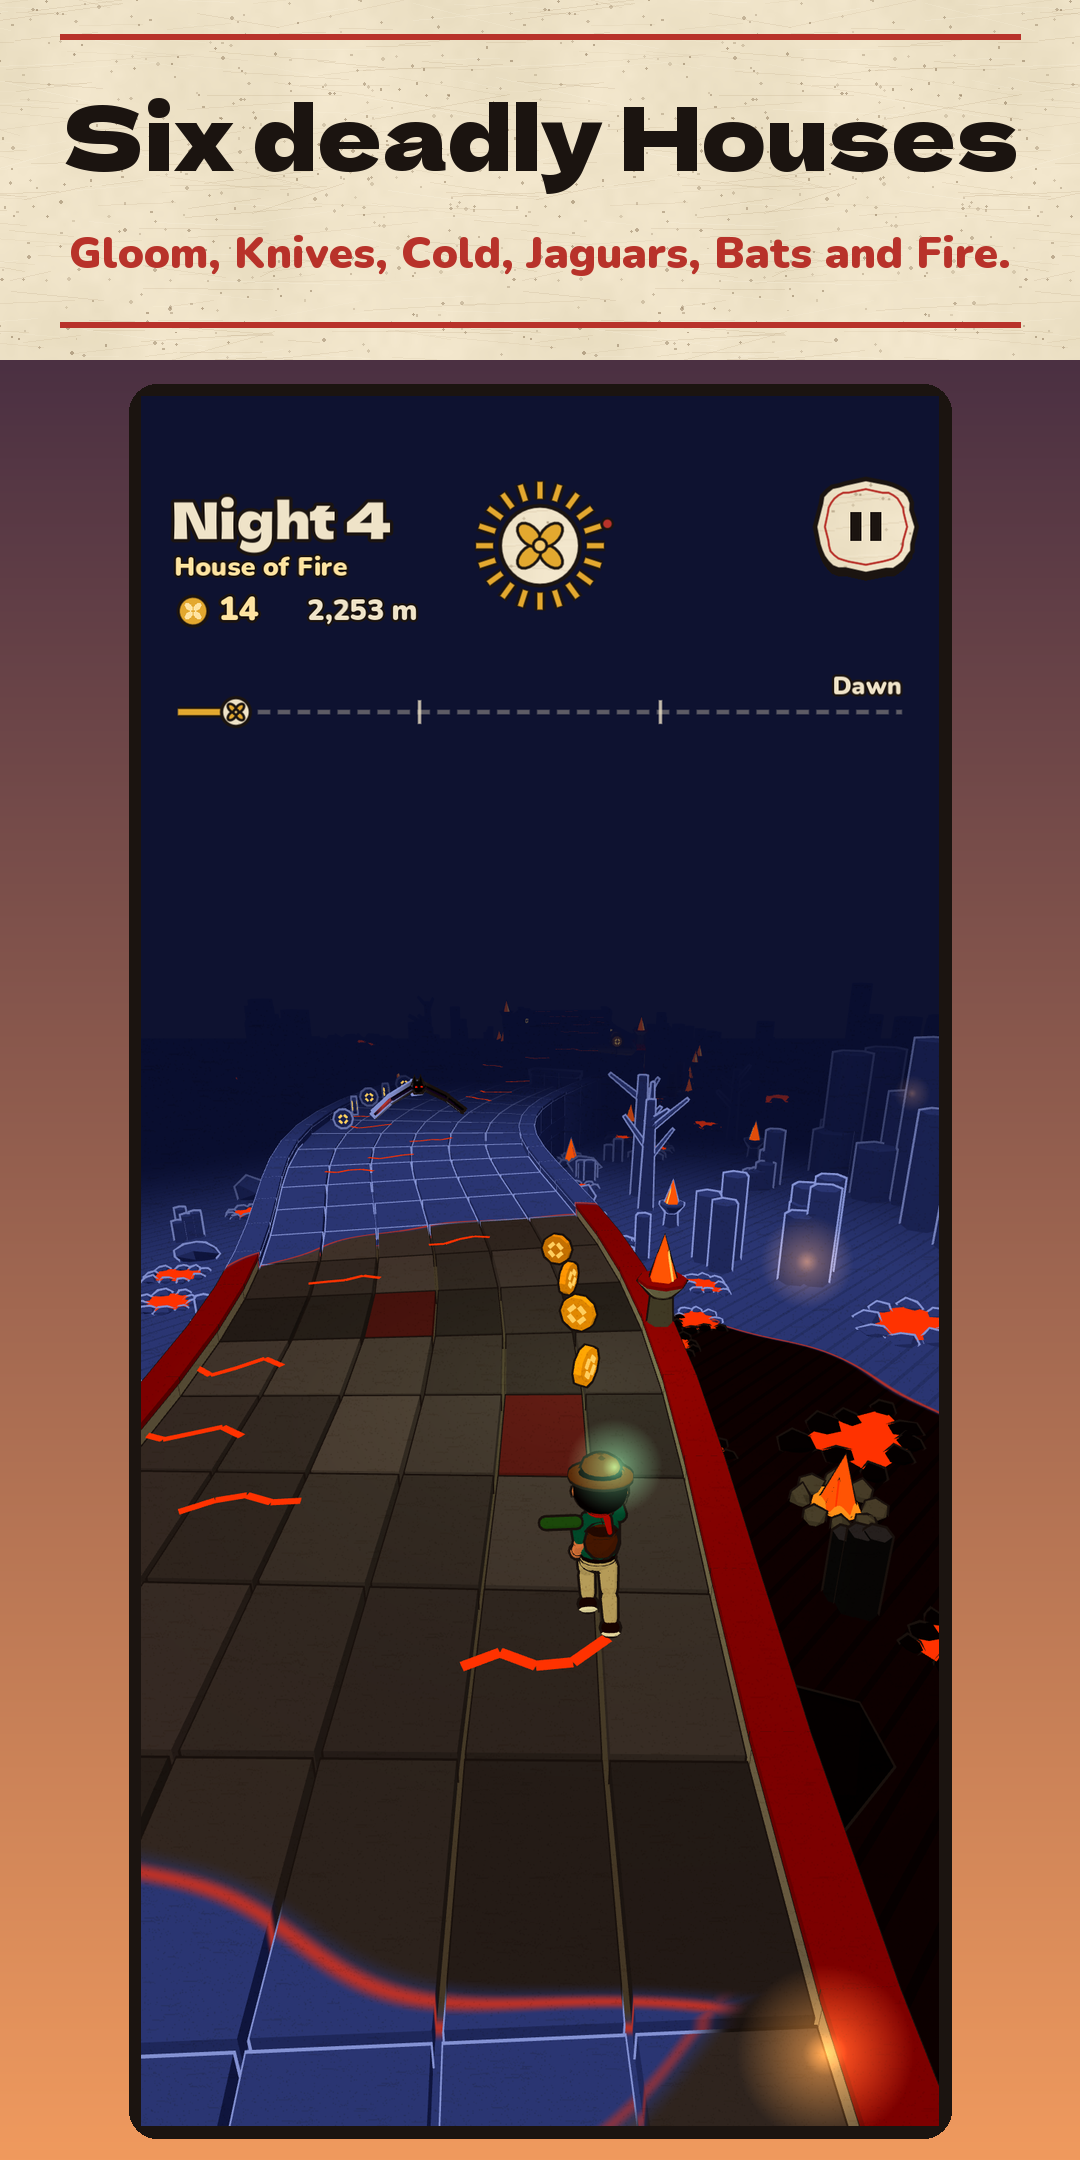 Six deadly Houses
Gloom, Knives, Cold, Jaguars, Bats and Fire.
Night 4
House of Fire
14 2,253 m
Dawn